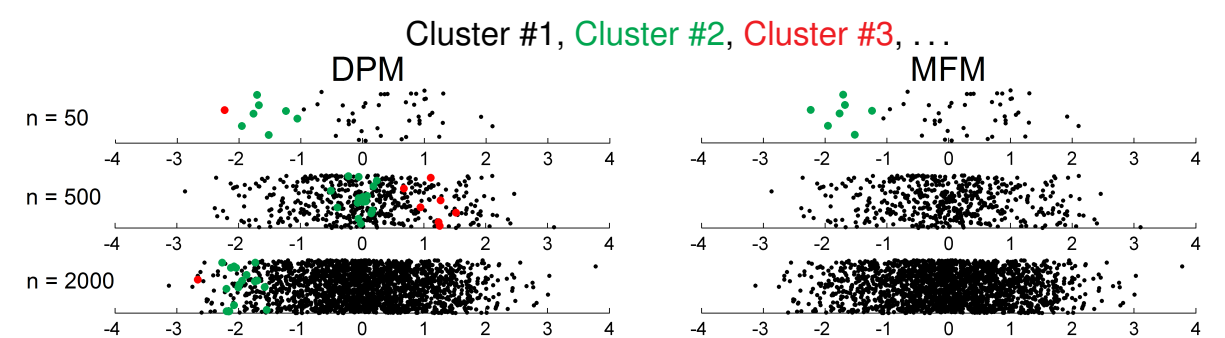 Cluster #1, Cluster #2, Cluster #3, ...
DPM MFM
n = 50
-4 -3 -2 -1 0 1 2 3 4 -4 -3 -2 -1 0 1 2 3 4
n = 500
-4 -3 -2 -1 0 1 2 3 4 -4 -3 -2 -1 0 1 2 3 4
n = 2000
-4 -3 -2 -1 0 1 2 3 4 -4 -3 -2 -1 0 1 2 3 4